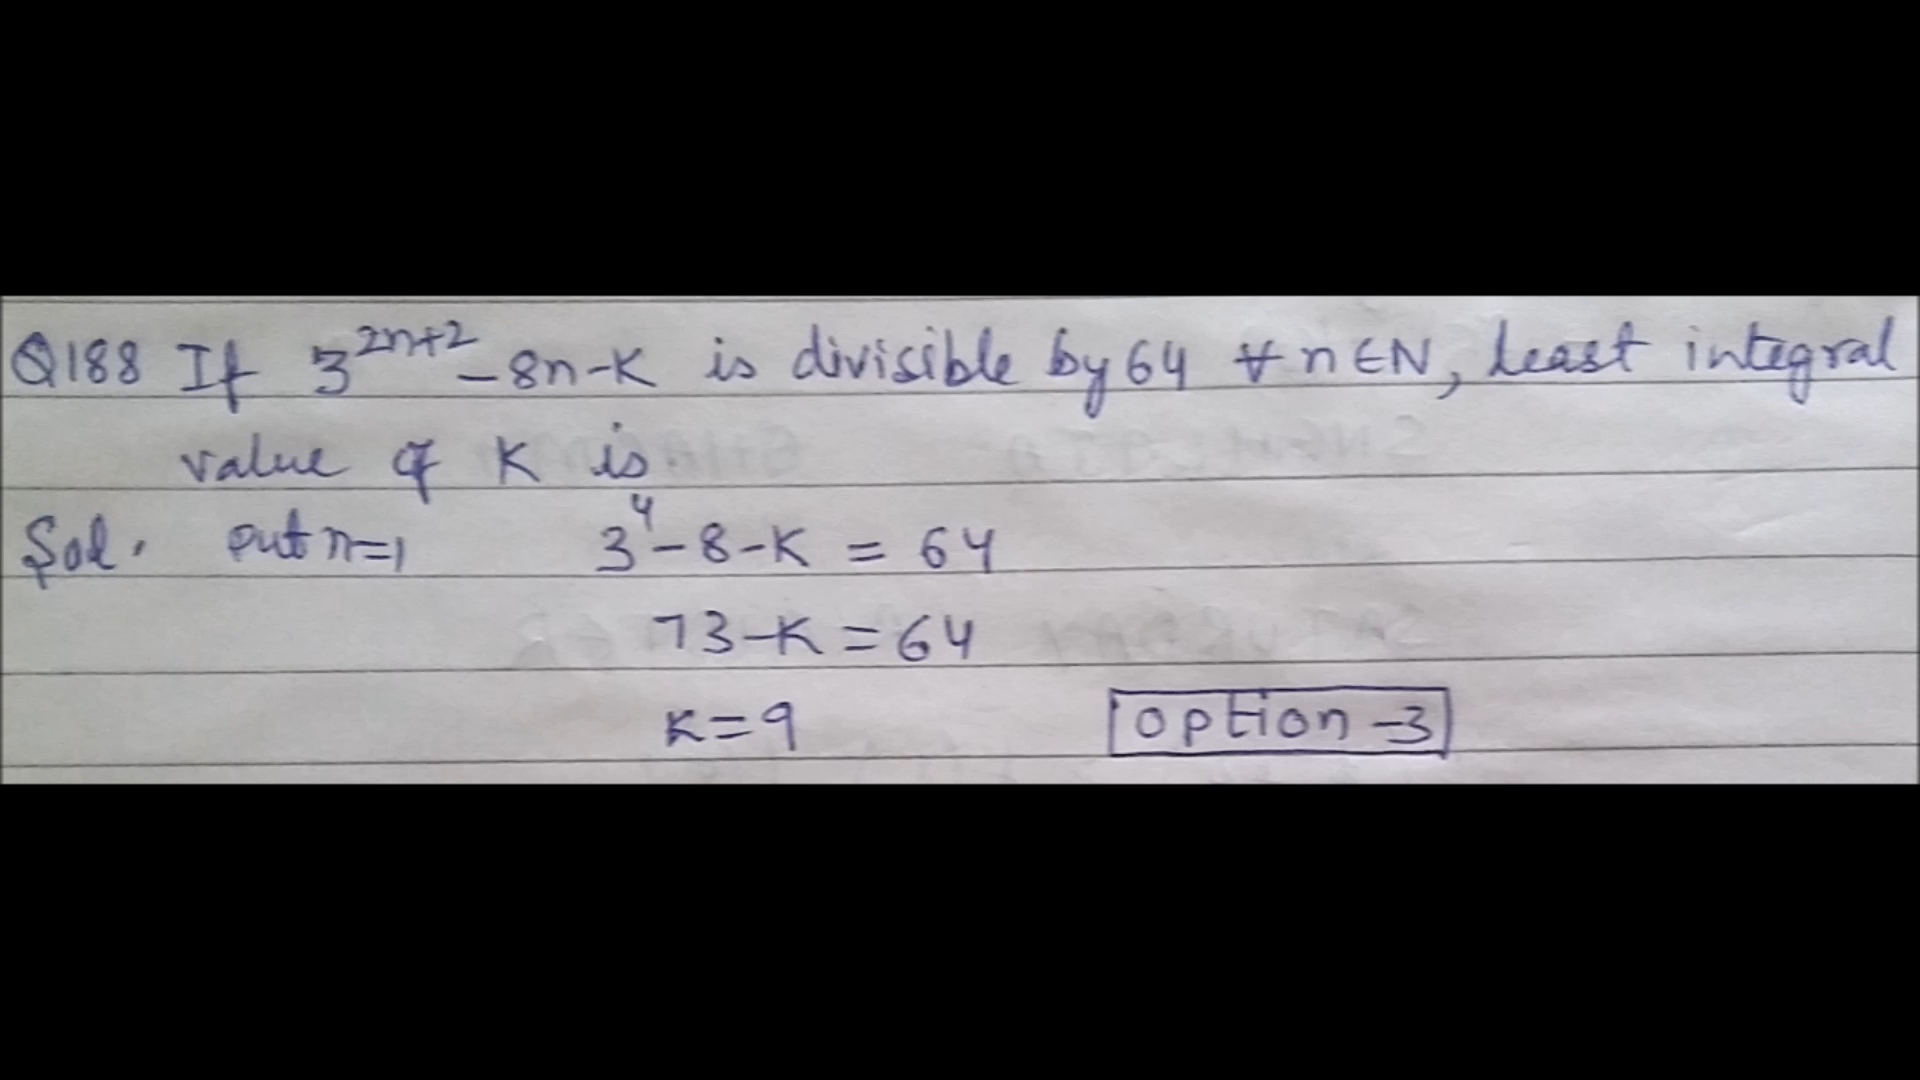 Q188 If 3^{2n+2} - 8n - K is divisible by 64 ∀ n ∈ N, least integral
value of K is
Sol. put n=1 3^4 - 8 - K = 64
73 - K = 64
K = 9 option -3